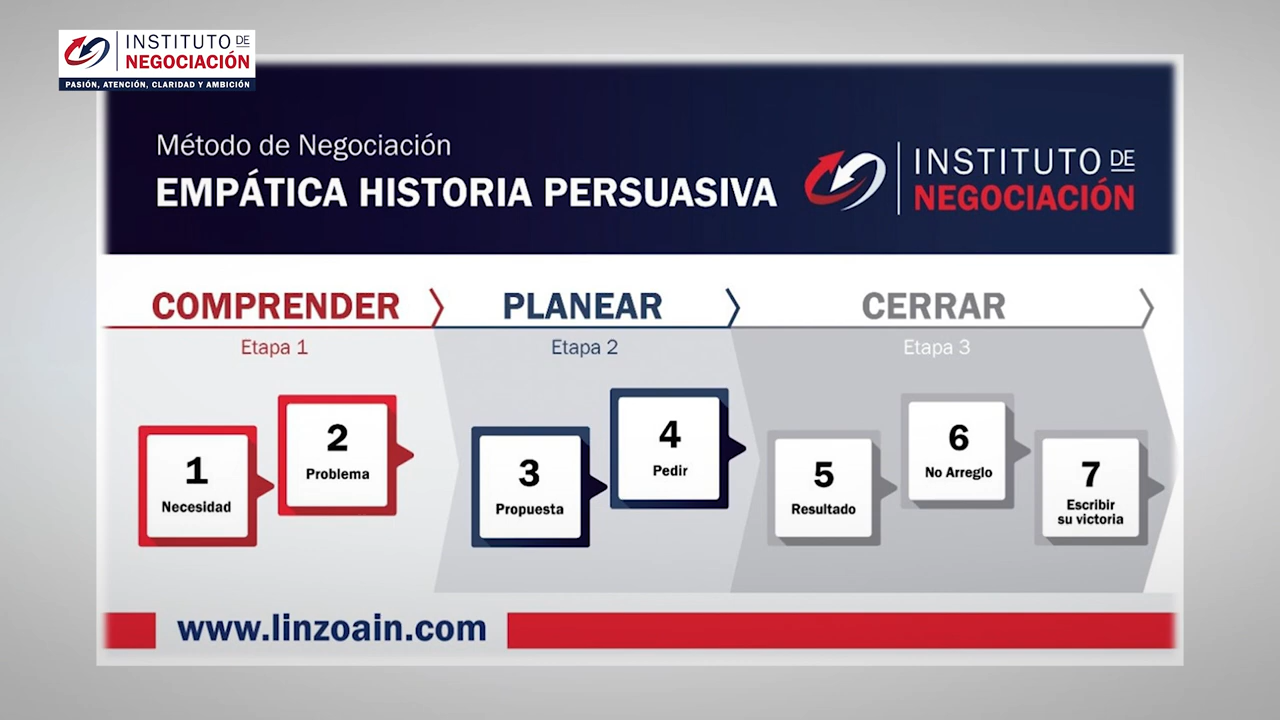 INSTITUTO DE
NEGOCIACIÓN
PASIÓN, ATENCIÓN, CLARIDAD Y AMBICIÓN
Método de Negociación
EMPÁTICA HISTORIA PERSUASIVA
INSTITUTO DE
NEGOCIACIÓN
COMPRENDER
PLANEAR
CERRAR
Etapa 1
Etapa 2
Etapa 3
1
Necesidad
2
Problema
3
Propuesta
4
Pedir
5
Resultado
6
No Arreglo
7
Escribir
su victoria
www.linzoain.com